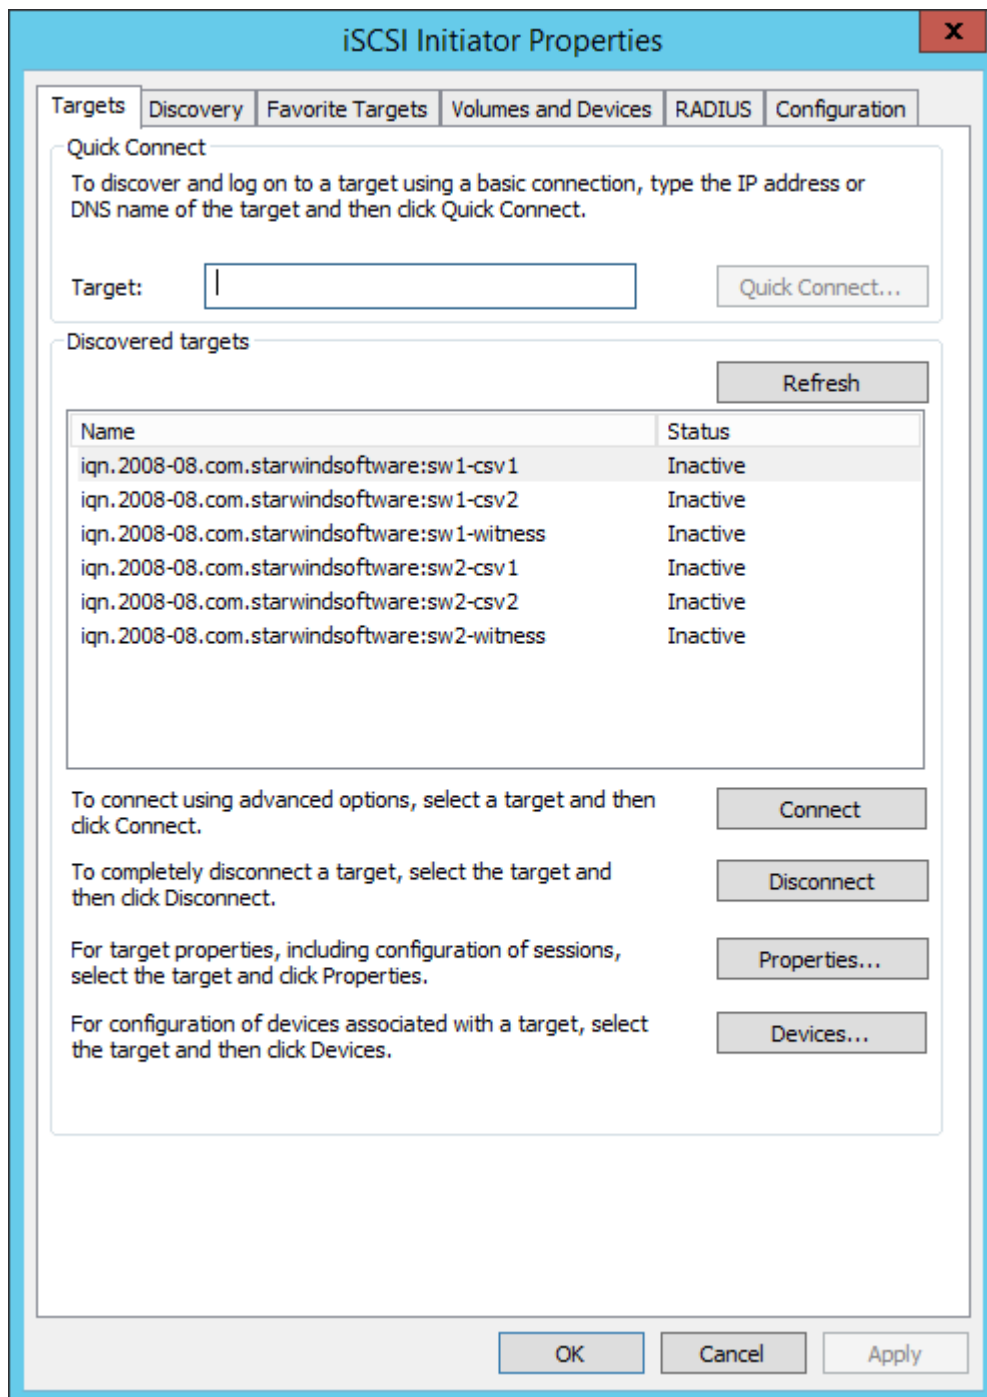 iSCSI Initiator Properties
x
Targets Discovery Favorite Targets Volumes and Devices RADIUS Configuration
Quick Connect
To discover and log on to a target using a basic connection, type the IP address or
DNS name of the target and then click Quick Connect.
Target: Quick Connect...
Discovered targets
Refresh
Name Status
iqn.2008-08.com.starwindsoftware:sw1-csv1 Inactive
iqn.2008-08.com.starwindsoftware:sw1-csv2 Inactive
iqn.2008-08.com.starwindsoftware:sw1-witness Inactive
iqn.2008-08.com.starwindsoftware:sw2-csv1 Inactive
iqn.2008-08.com.starwindsoftware:sw2-csv2 Inactive
iqn.2008-08.com.starwindsoftware:sw2-witness Inactive
To connect using advanced options, select a target and then
click Connect.
Connect
To completely disconnect a target, select the target and
then click Disconnect.
Disconnect
For target properties, including configuration of sessions,
select the target and click Properties.
Properties...
For configuration of devices associated with a target, select
the target and then click Devices.
Devices...
OK Cancel Apply